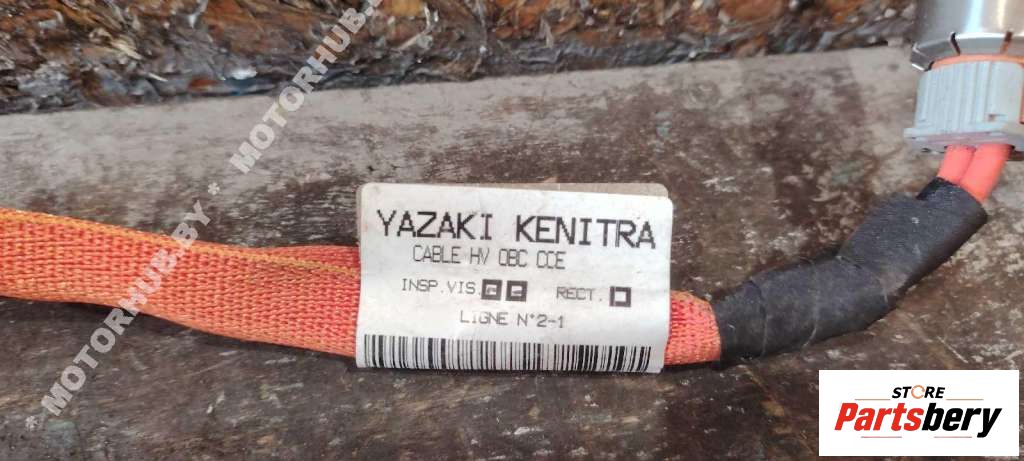 * MOTORHUB.BY * MOTORHUB.BY
YAZAKI KENITRA
CABLE HV OBC CCE
INSP.VIS. RECT.
LIGNE N°2-1
STORE
Partsbery